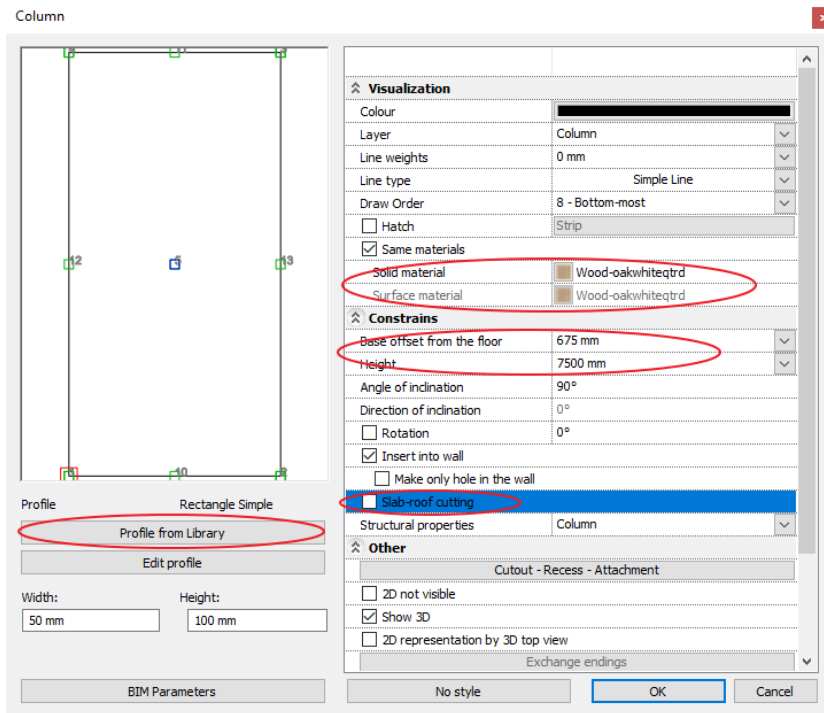 Column
12
5
13
10
Profile Rectangle Simple
Profile from Library
Edit profile
Width: Height:
50 mm 100 mm
BIM Parameters
Visualization
Colour
Layer Column
Line weights 0 mm
Line type Simple Line
Draw Order 8 - Bottom-most
Hatch Strip
Same materials
Solid material Wood-oakwhiteqtrd
Surface material Wood-oakwhiteqtrd
Constrains
Base offset from the floor 675 mm
Height 7500 mm
Angle of inclination 90°
Direction of inclination 0°
Rotation 0°
Insert into wall
Make only hole in the wall
Slab-roof cutting
Structural properties Column
Other
Cutout - Recess - Attachment
2D not visible
Show 3D
2D representation by 3D top view
Exchange endings
No style OK Cancel